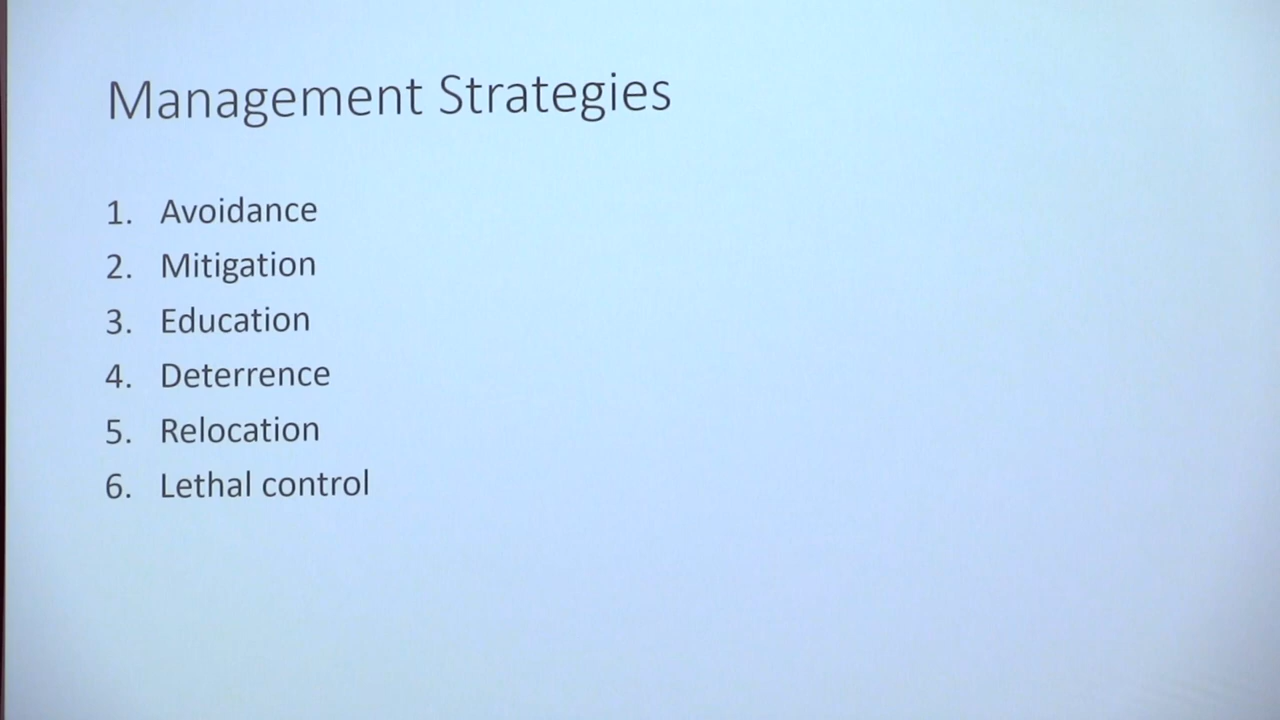 Management Strategies
1. Avoidance
2. Mitigation
3. Education
4. Deterrence
5. Relocation
6. Lethal control